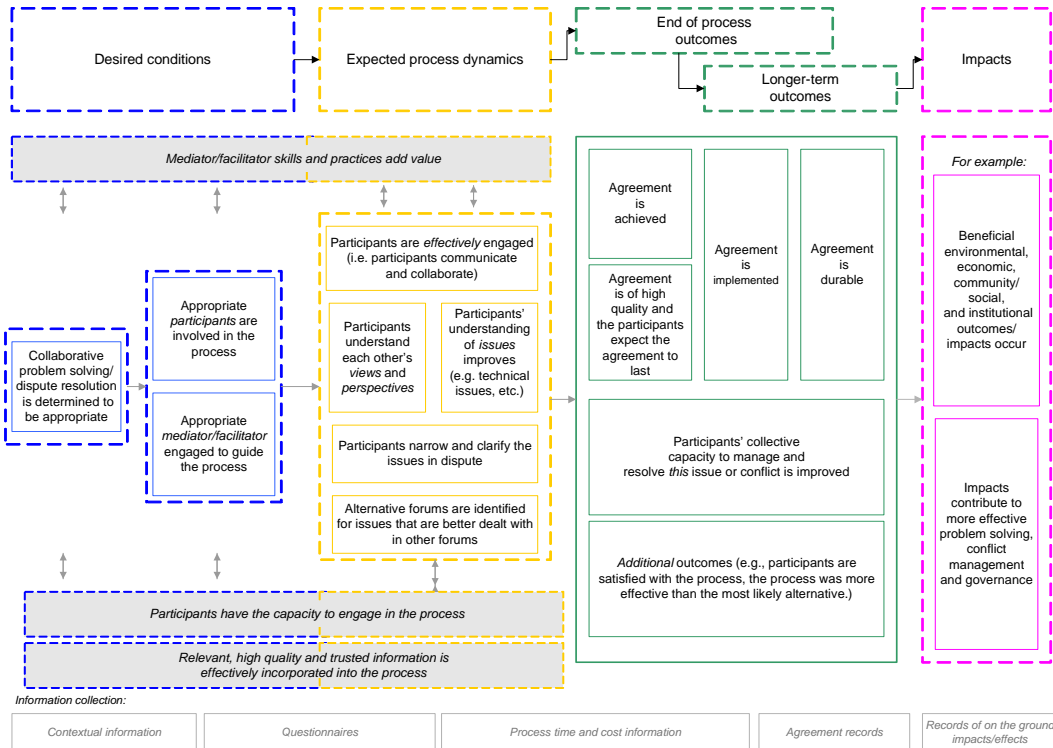 Desired conditions
Expected process dynamics
End of process
outcomes
Longer-term
outcomes
Impacts
Mediator/facilitator skills and practices add value
Collaborative
problem solving/
dispute resolution
is determined to
be appropriate
Appropriate
participants are
involved in the
process
Appropriate
mediator/facilitator
engaged to guide
the process
Participants are effectively engaged
(i.e. participants communicate
and collaborate)
Participants
understand
each other's
views and
perspectives
Participants'
understanding
of issues
improves
(e.g. technical
issues, etc.)
Participants narrow and clarify the
issues in dispute
Alternative forums are identified
for issues that are better dealt with
in other forums
Agreement
is
achieved
Agreement
is of high
quality and
the participants
expect the
agreement to
last
Agreement
is
implemented
Agreement
is
durable
Participants' collective
capacity to manage and
resolve this issue or conflict is improved
Additional outcomes (e.g., participants are
satisfied with the process, the process was more
effective than the most likely alternative.)
For example:
Beneficial
environmental,
economic,
community/
social,
and institutional
outcomes/
impacts occur
Impacts
contribute to
more effective
problem solving,
conflict
management
and governance
Participants have the capacity to engage in the process
Relevant, high quality and trusted information is
effectively incorporated into the process
Information collection:
Contextual information
Questionnaires
Process time and cost information
Agreement records
Records of on the ground
impacts/effects